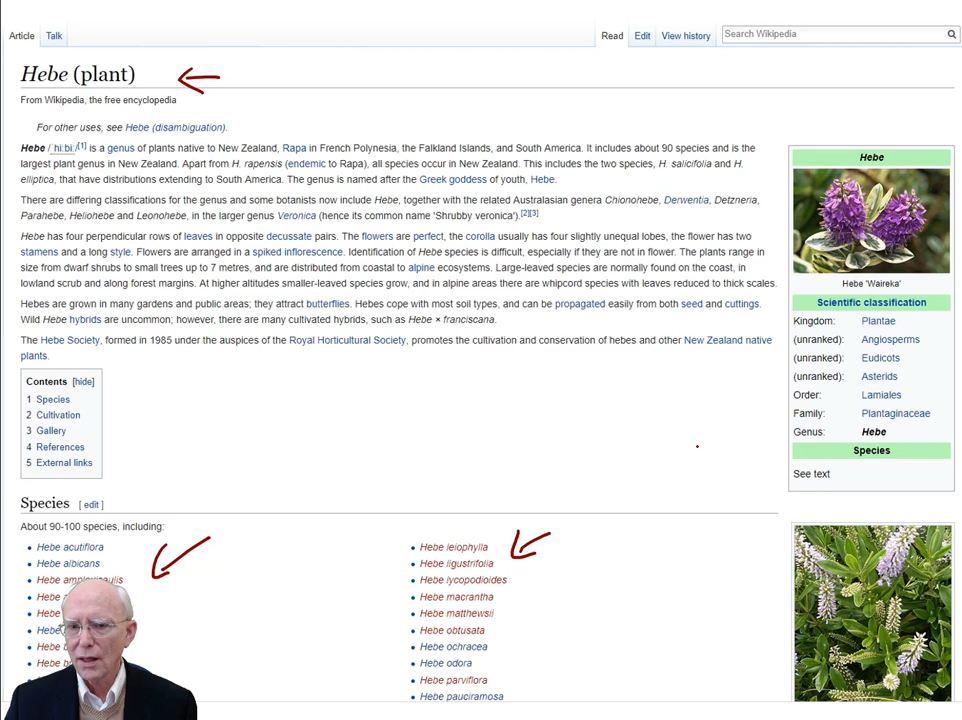 Article Talk Read Edit View history Search Wikipedia
Hebe (plant)
From Wikipedia, the free encyclopedia
For other uses, see Hebe (disambiguation).
Hebe /ˈhiːbiː/[1] is a genus of plants native to New Zealand, Rapa in French Polynesia, the Falkland Islands, and South America. It includes about 90 species and is the
largest plant genus in New Zealand. Apart from H. rapensis (endemic to Rapa), all species occur in New Zealand. This includes the two species, H. salicifolia and H.
elliptica, that have distributions extending to South America. The genus is named after the Greek goddess of youth, Hebe.
There are differing classifications for the genus and some botanists now include Hebe, together with the related Australasian genera Chionohebe, Derwentia, Detzneria,
Parahebe, Heliohebe and Leonohebe, in the larger genus Veronica (hence its common name 'Shrubby veronica').[2][3]
Hebe has four perpendicular rows of leaves in opposite decussate pairs. The flowers are perfect, the corolla usually has four slightly unequal lobes, the flower has two
stamens and a long style. Flowers are arranged in a spiked inflorescence. Identification of Hebe species is difficult, especially if they are not in flower. The plants range in
size from dwarf shrubs to small trees up to 7 metres, and are distributed from coastal to alpine ecosystems. Large-leaved species are normally found on the coast, in
lowland scrub and along forest margins. At higher altitudes smaller-leaved species grow, and in alpine areas there are whipcord species with leaves reduced to thick scales.
Hebes are grown in many gardens and public areas; they attract butterflies. Hebes cope with most soil types, and can be propagated easily from both seed and cuttings.
Wild Hebe hybrids are uncommon; however, there are many cultivated hybrids, such as Hebe × franciscana.
The Hebe Society, formed in 1985 under the auspices of the Royal Horticultural Society, promotes the cultivation and conservation of hebes and other New Zealand native
plants.
Contents [hide]
1 Species
2 Cultivation
3 Gallery
4 References
5 External links
Species [ edit ]
About 90-100 species, including:
Hebe acutiflora
Hebe albicans
Hebe amplexicaulis
Hebe
Hebe
Hebe
Hebe
Hebe leiophylla
Hebe ligustrifolia
Hebe lycopodioides
Hebe macrantha
Hebe matthewsii
Hebe obtusata
Hebe ochracea
Hebe odora
Hebe parviflora
Hebe pauciramosa
Hebe
Hebe 'Waireka'
Scientific classification
Kingdom: Plantae
(unranked): Angiosperms
(unranked): Eudicots
(unranked): Asterids
Order: Lamiales
Family: Plantaginaceae
Genus: Hebe
Species
See text